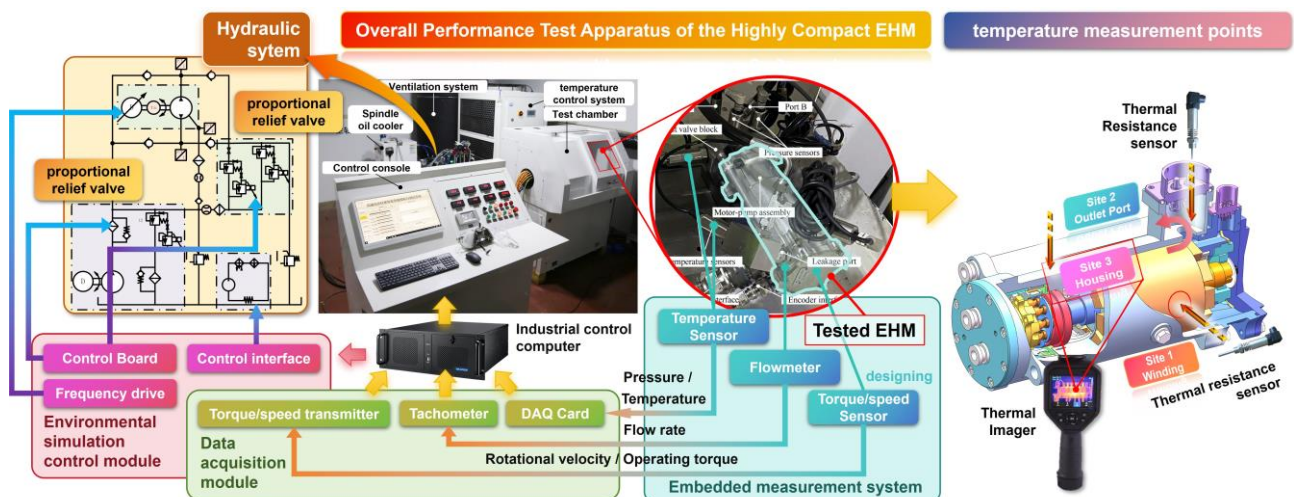 Hydraulic
sytem
Overall Performance Test Apparatus of the Highly Compact EHM
temperature measurement points
proportional
relief valve
proportional
relief valve
Ventilation system
Spindle
oil cooler
Control console
temperature
control system
Test chamber
Port B
valve block
Pressure sensors
Motor-pump assembly
Temperature sensors
Leakage port
Encoder
Tested EHM
Thermal
Resistance
sensor
Site 2
Outlet Port
Site 3
Housing
Site 1
Winding
Thermal resistance
sensor
Thermal
Imager
Industrial control
computer
Control Board
Control interface
Frequency drive
Environmental
simulation
control module
Torque/speed transmitter
Tachometer
DAQ Card
Data
acquisition
module
Pressure /
Temperature
Flow rate
Rotational velocity / Operating torque
Temperature
Sensor
Flowmeter
designing
Torque/speed
Sensor
Embedded measurement system